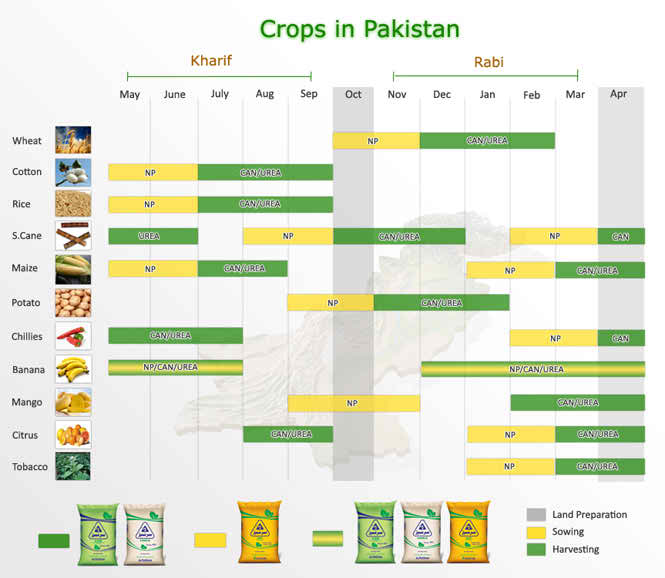 Crops in Pakistan
Kharif Rabi
May June July Aug Sep Oct Nov Dec Jan Feb Mar Apr
Wheat NP CAN/UREA
Cotton NP CAN/UREA
Rice NP CAN/UREA
S.Cane UREA NP CAN/UREA NP CAN
Maize NP CAN/UREA NP CAN/UREA
Potato NP CAN/UREA
Chillies CAN/UREA NP CAN
Banana NP/CAN/UREA NP/CAN/UREA
Mango NP CAN/UREA
Citrus CAN/UREA NP CAN/UREA
Tobacco NP CAN/UREA
Land Preparation
Sowing
Harvesting